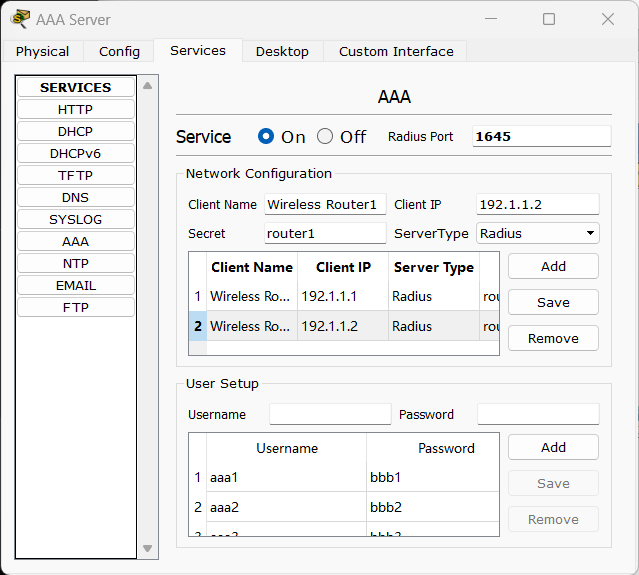 AAA Server
Physical Config Services Desktop Custom Interface
SERVICES
HTTP
DHCP
DHCPv6
TFTP
DNS
SYSLOG
AAA
NTP
EMAIL
FTP
AAA
Service On Off Radius Port 1645
Network Configuration
Client Name Wireless Router1 Client IP 192.1.1.2
Secret router1 ServerType Radius
Client Name Client IP Server Type
1 Wireless Ro... 192.1.1.1 Radius rou
2 Wireless Ro... 192.1.1.2 Radius rou
Add
Save
Remove
User Setup
Username Password
Username Password
1 aaa1 bbb1
2 aaa2 bbb2
Add
Save
Remove